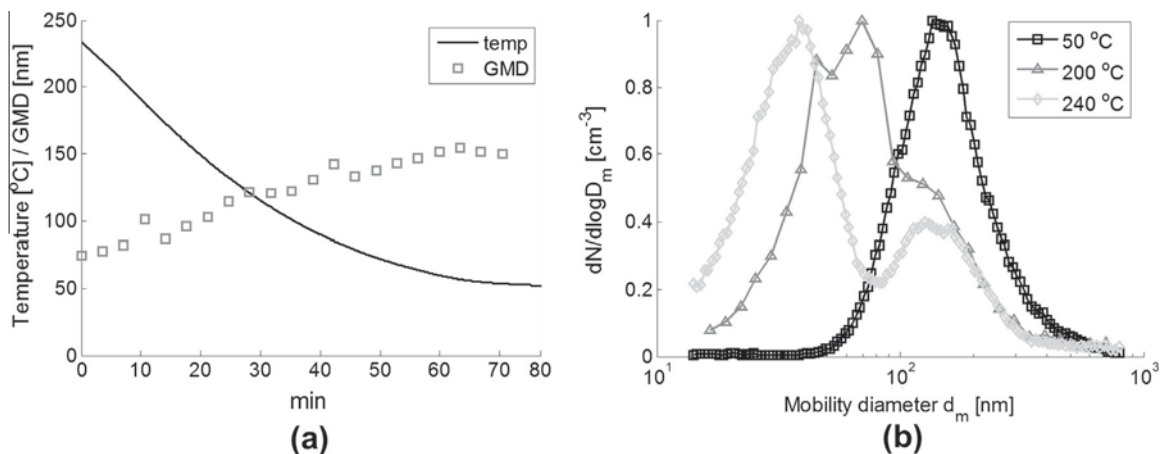 250
200
150
100
50
0
Temperature [°C] / GMD [nm]
temp
GMD
0 10 20 30 40 50 60 70 80
min
(a)
1
0.8
0.6
0.4
0.2
0
dN/dlogD_m [cm^-3]
50 °C
200 °C
240 °C
10^1 10^2 10^3
Mobility diameter d_m [nm]
(b)